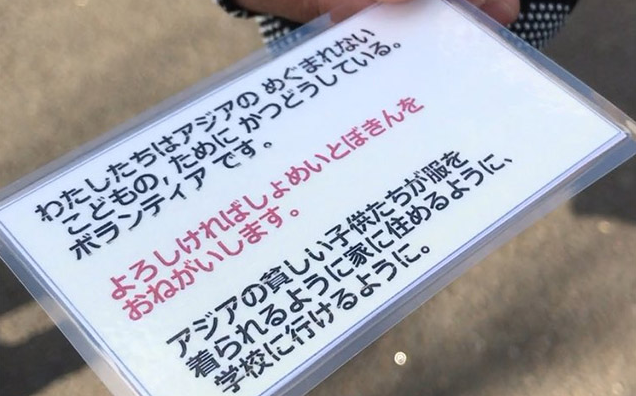 わたしたちはアジアの めぐまれない
こどもの, ために かつどうしている。
ボランティア です。
よろしければしょめいとぼきんを
おねがいします。
アジアの貧しい子供たちが服を
着られるように家に住めるように、
学校に行けるように。